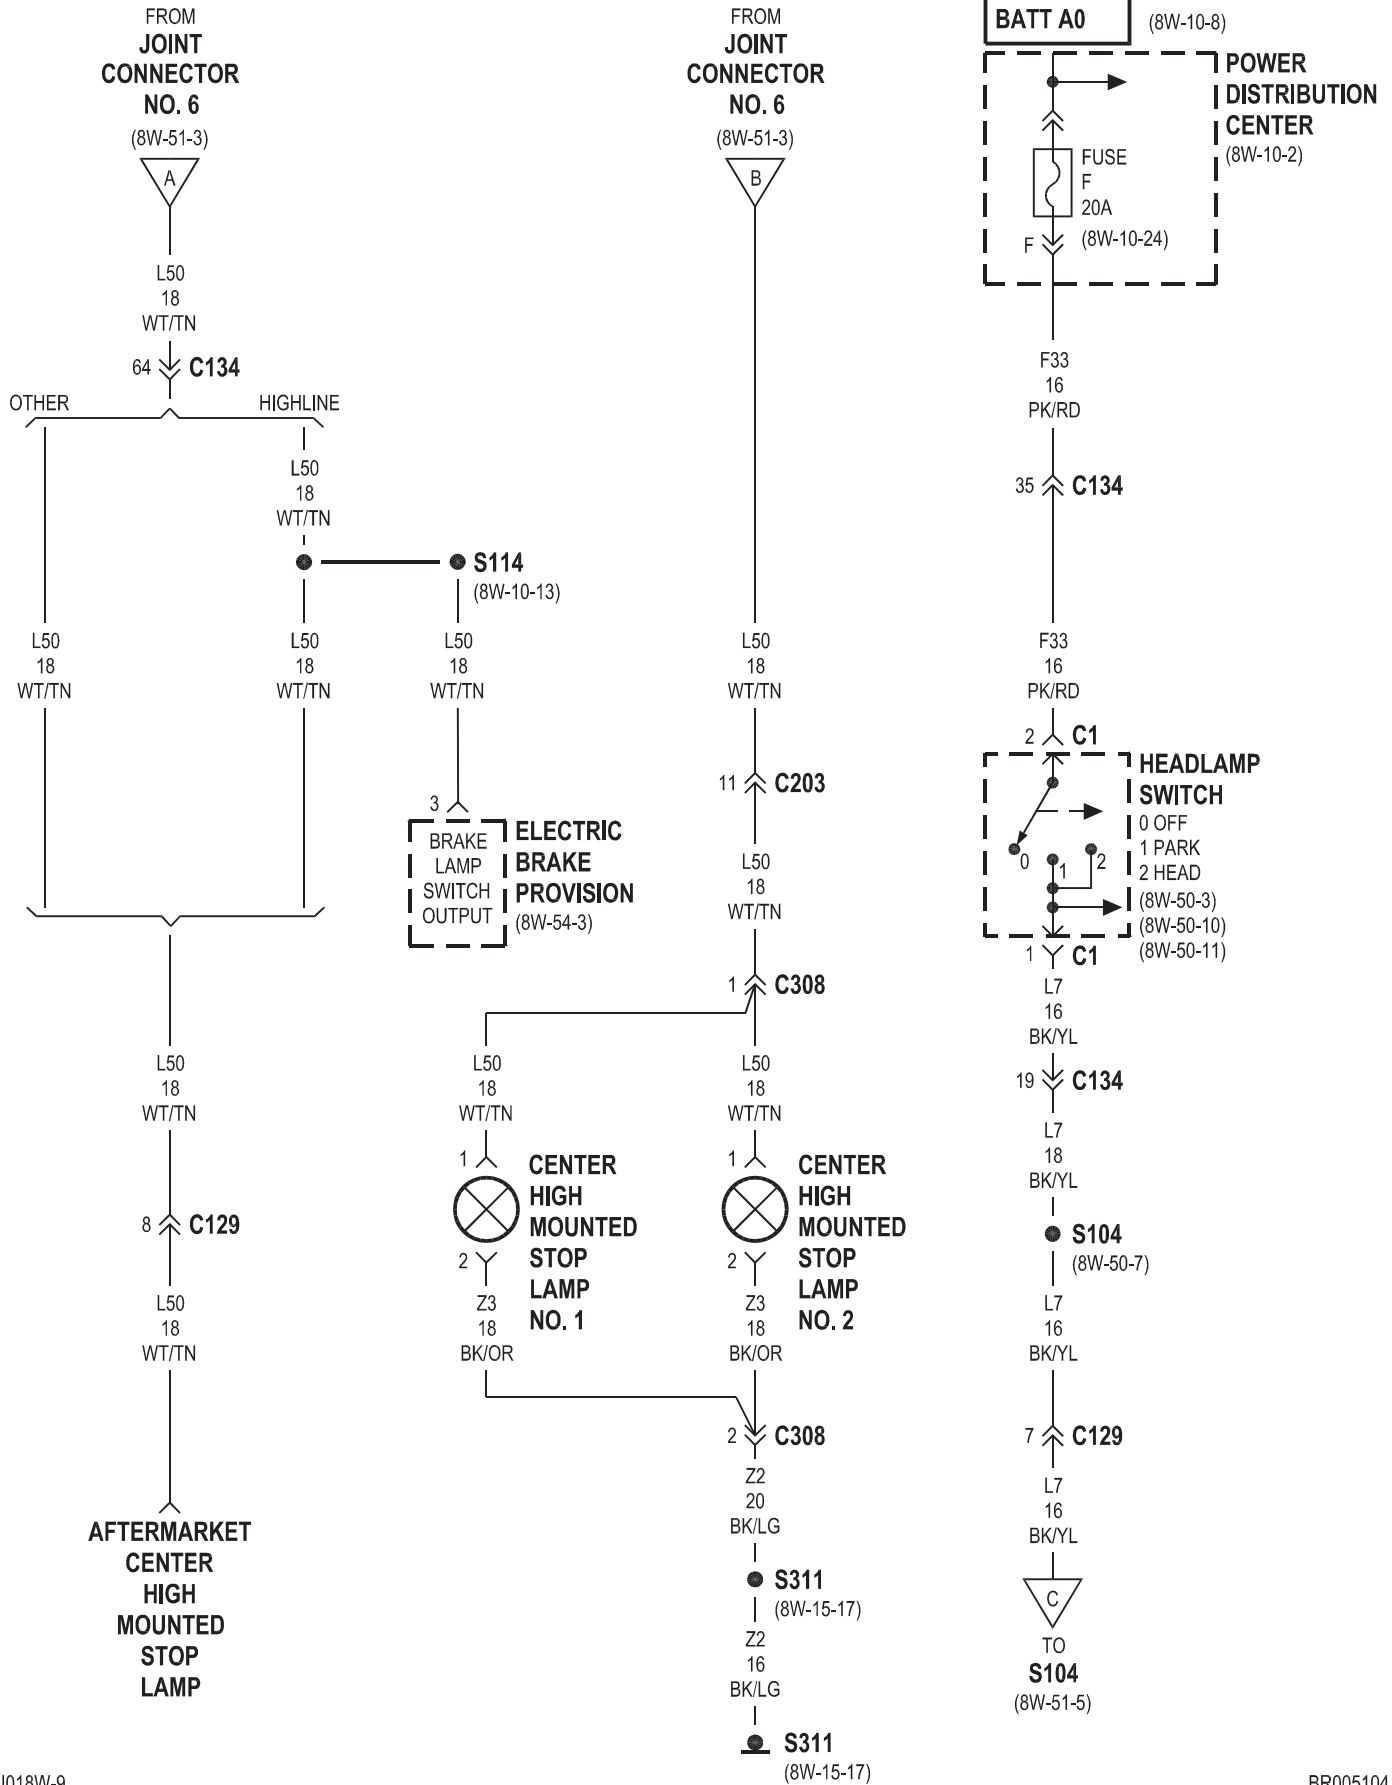 FROM
JOINT
CONNECTOR
NO. 6
(8W-51-3)
A
L50
18
WT/TN
64
C134
OTHER
HIGHLINE
L50
18
WT/TN
S114
(8W-10-13)
L50
18
WT/TN
L50
18
WT/TN
L50
18
WT/TN
3
BRAKE
LAMP
SWITCH
OUTPUT
ELECTRIC
BRAKE
PROVISION
(8W-54-3)
L50
18
WT/TN
8
C129
L50
18
WT/TN
AFTERMARKET
CENTER
HIGH
MOUNTED
STOP
LAMP
FROM
JOINT
CONNECTOR
NO. 6
(8W-51-3)
B
L50
18
WT/TN
11
C203
L50
18
WT/TN
1
C308
L50
18
WT/TN
1
CENTER
HIGH
MOUNTED
STOP
LAMP
NO. 1
2
Z3
18
BK/OR
L50
18
WT/TN
1
CENTER
HIGH
MOUNTED
STOP
LAMP
NO. 2
2
Z3
18
BK/OR
2
C308
Z2
20
BK/LG
S311
(8W-15-17)
Z2
16
BK/LG
S311
(8W-15-17)
BATT A0
(8W-10-8)
POWER
DISTRIBUTION
CENTER
(8W-10-2)
FUSE
F
20A
(8W-10-24)
F
F33
16
PK/RD
35
C134
F33
16
PK/RD
2
C1
HEADLAMP
SWITCH
0 OFF
1 PARK
2 HEAD
(8W-50-3)
(8W-50-10)
(8W-50-11)
0
1
2
1
C1
L7
16
BK/YL
19
C134
L7
18
BK/YL
S104
(8W-50-7)
L7
16
BK/YL
7
C129
L7
16
BK/YL
C
TO
S104
(8W-51-5)
J018W-9
BR005104